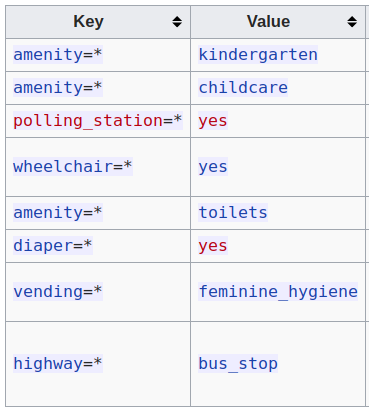 Key Value
amenity=* kindergarten
amenity=* childcare
polling_station=* yes
wheelchair=* yes
amenity=* toilets
diaper=* yes
vending=* feminine_hygiene
highway=* bus_stop